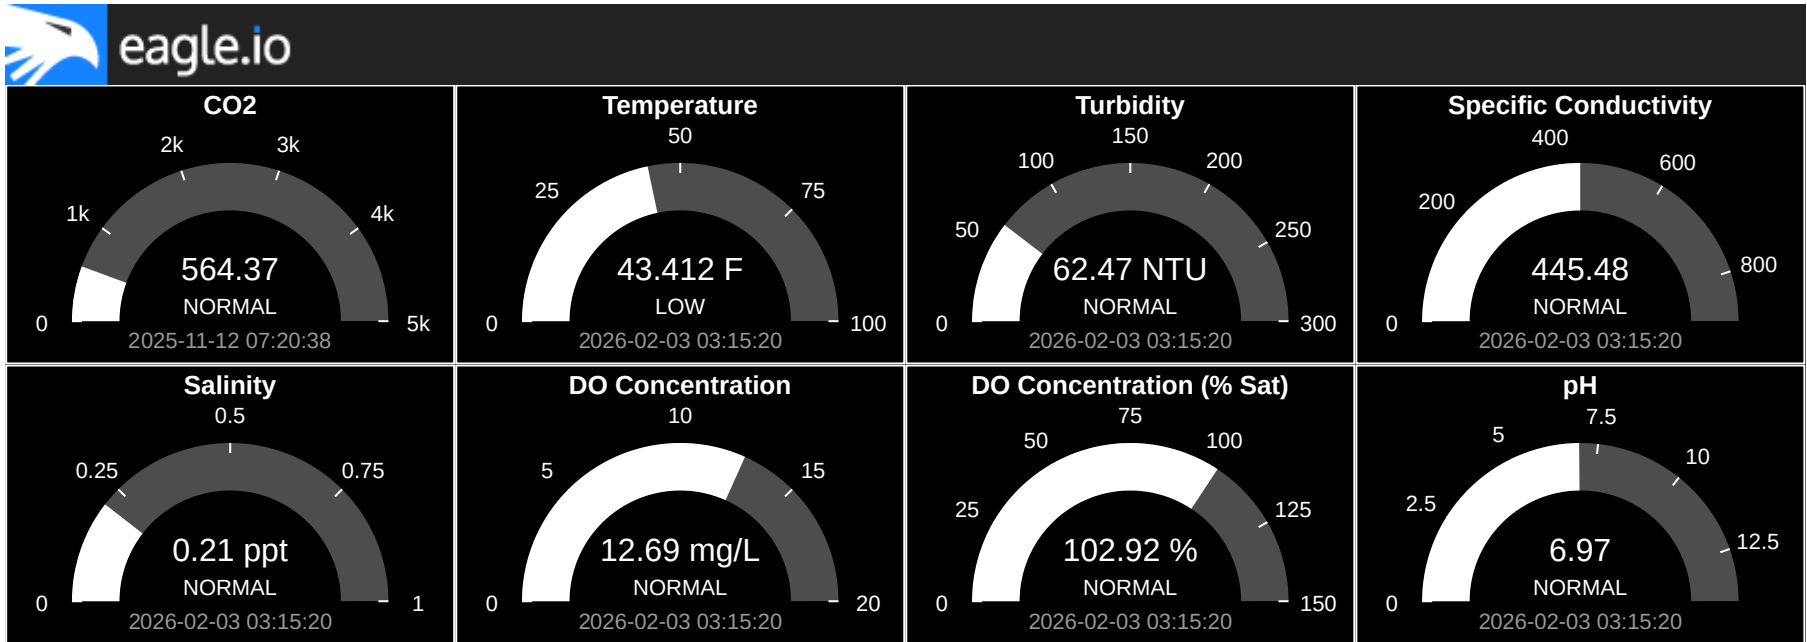 eagle.io
CO2
0
1k
2k
3k
4k
5k
564.37
NORMAL
2025-11-12 07:20:38
Temperature
0
25
50
75
100
43.412 F
LOW
2026-02-03 03:15:20
Turbidity
0
50
100
150
200
250
300
62.47 NTU
NORMAL
2026-02-03 03:15:20
Specific Conductivity
0
200
400
600
800
445.48
NORMAL
2026-02-03 03:15:20
Salinity
0
0.25
0.5
0.75
1
0.21 ppt
NORMAL
2026-02-03 03:15:20
DO Concentration
0
5
10
15
20
12.69 mg/L
NORMAL
2026-02-03 03:15:20
DO Concentration (% Sat)
0
25
50
75
100
125
150
102.92 %
NORMAL
2026-02-03 03:15:20
pH
0
2.5
5
7.5
10
12.5
6.97
NORMAL
2026-02-03 03:15:20